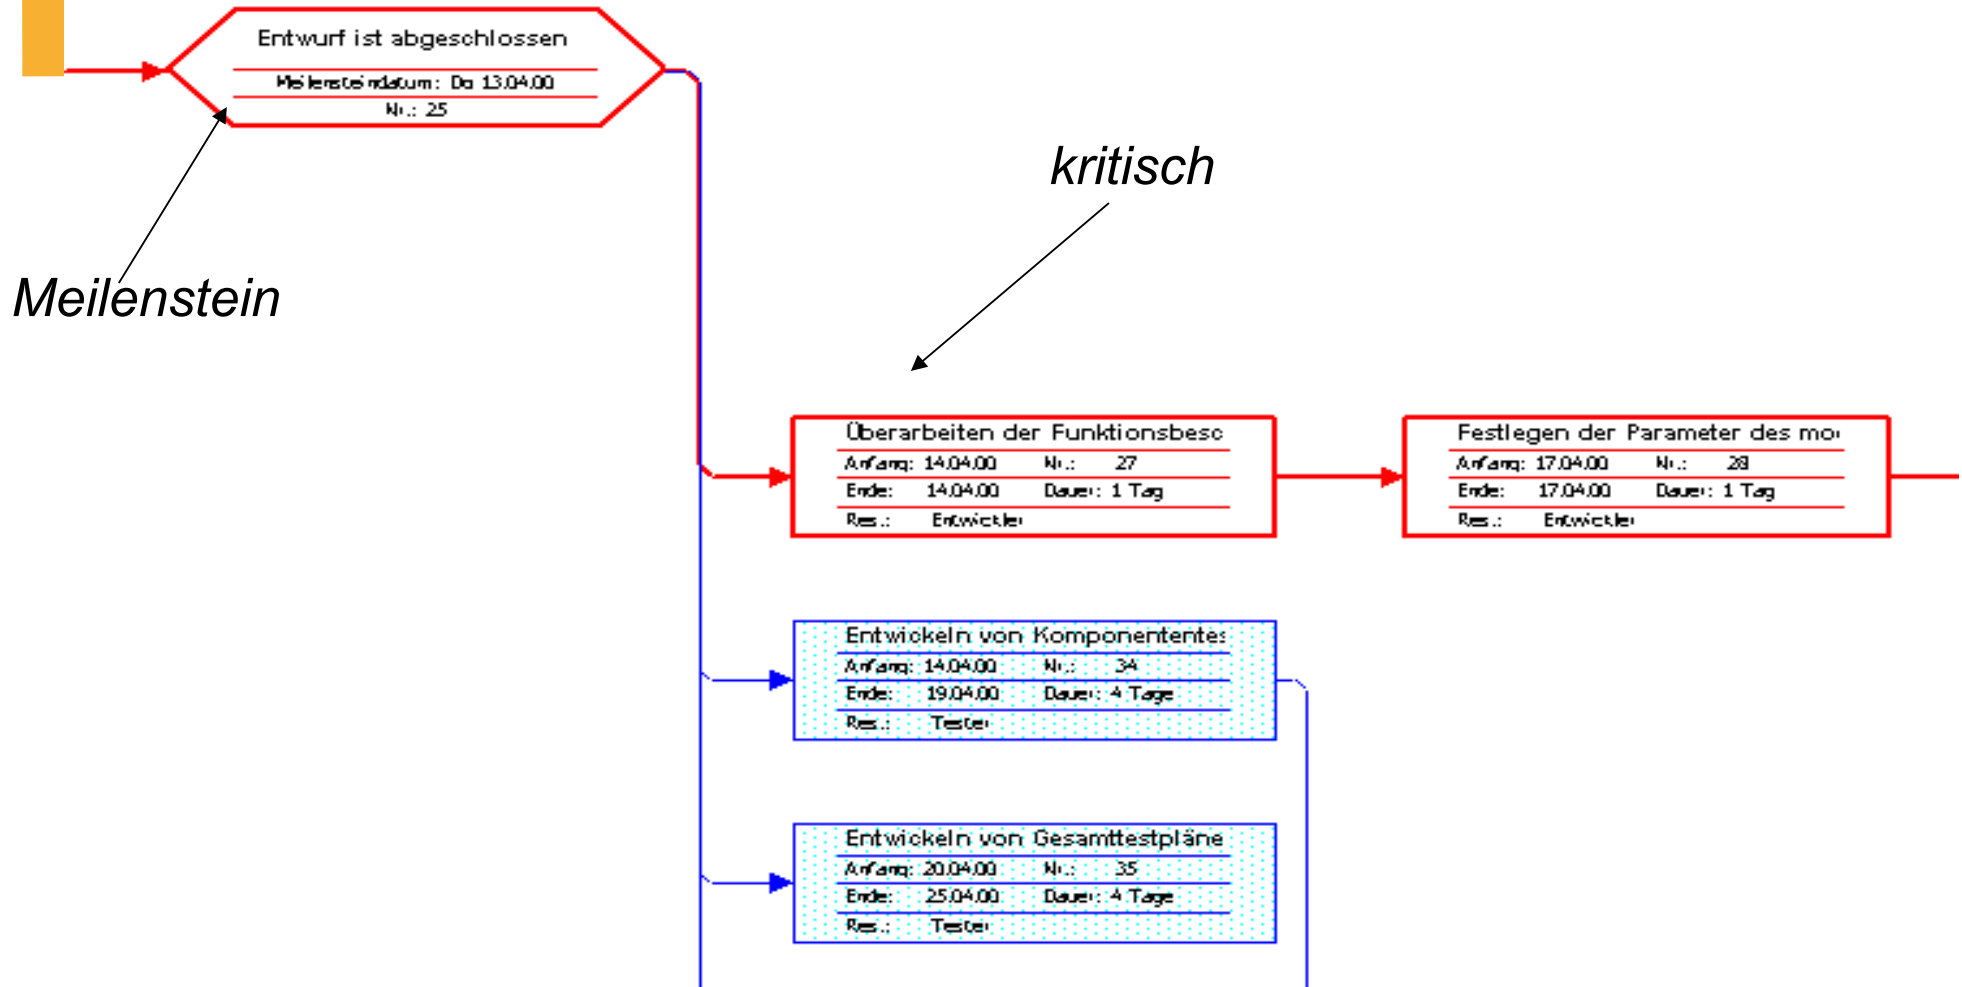 Entwurf ist abgeschlossen
Meilensteindatum: Do 13.04.00
Nr.: 25
kritisch
Meilenstein
Überarbeiten der Funktionsbesc
Anfang: 14.04.00 Nr.: 27
Ende: 14.04.00 Dauer: 1 Tag
Res.: Entwickler
Festlegen der Parameter des mo
Anfang: 17.04.00 Nr.: 28
Ende: 17.04.00 Dauer: 1 Tag
Res.: Entwickler
Entwickeln von Komponententes
Anfang: 14.04.00 Nr.: 34
Ende: 19.04.00 Dauer: 4 Tage
Res.: Tester
Entwickeln von Gesamttestpläne
Anfang: 20.04.00 Nr.: 35
Ende: 25.04.00 Dauer: 4 Tage
Res.: Tester